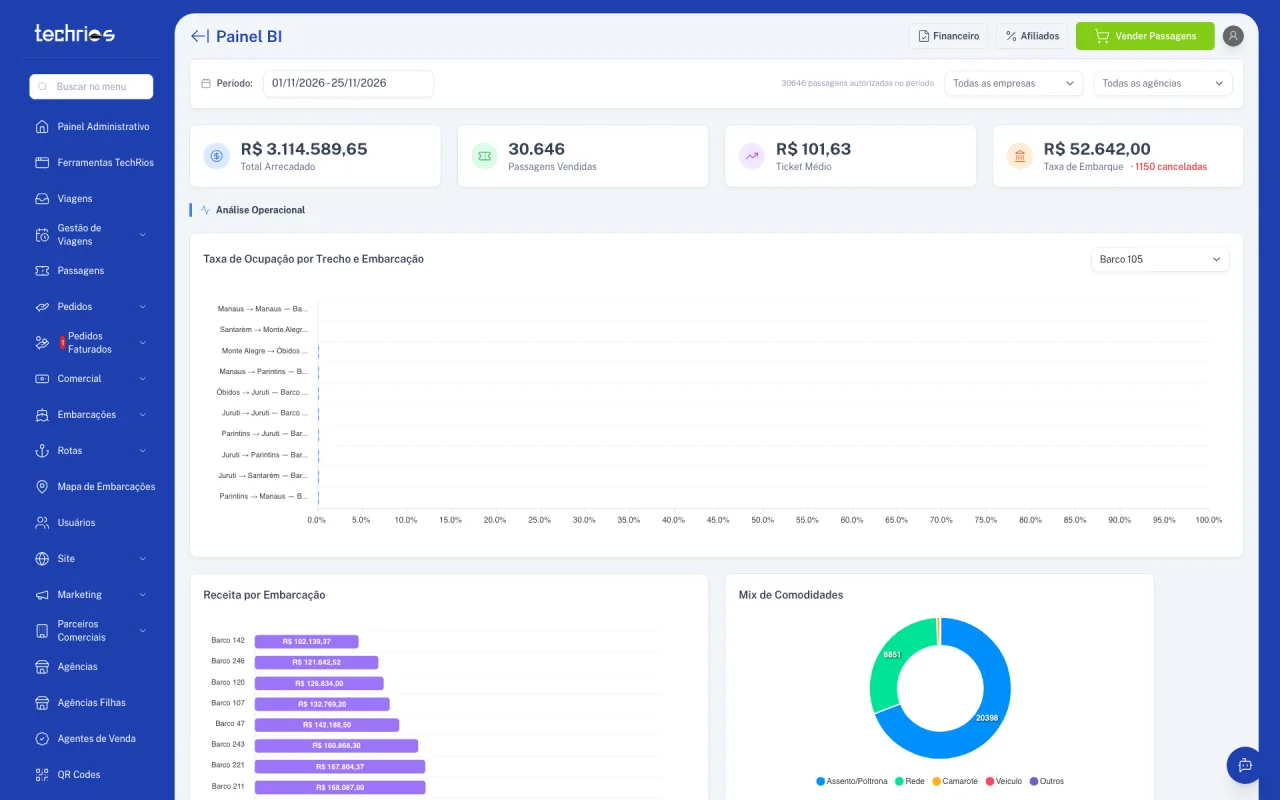 techrios
Painel BI
Financeiro
Afiliados
Vender Passagens
Buscar no menu
Período:
01/11/2026 - 25/11/2026
30646 passagens autorizadas no período
Todas as empresas
Todas as agências
Painel Administrativo
Ferramentas TechRios
Viagens
Gestão de
Viagens
Passagens
Pedidos
1
Pedidos
Faturados
Comercial
Embarcações
Rotas
Mapa de Embarcações
Usuários
Site
Marketing
Parceiros
Comerciais
Agências
Agências Filhas
Agentes de Venda
QR Codes
R$ 3.114.589,65
Total Arrecadado
30.646
Passagens Vendidas
R$ 101,63
Ticket Médio
R$ 52.642,00
Taxa de Embarque · 1150 canceladas
Análise Operacional
Taxa de Ocupação por Trecho e Embarcação
Barco 105
Manaus → Manaus — Ba...
Santarém → Monte Alegr...
Monte Alegre → Óbidos ...
Manaus → Parintins — B...
Óbidos → Juruti — Barco ...
Juruti → Juruti — Barco ...
Parintins → Juruti — Bar...
Juruti → Parintins — Bar...
Juruti → Santarém — Bar...
Parintins → Manaus — B...
0.0% 5.0% 10.0% 15.0% 20.0% 25.0% 30.0% 35.0% 40.0% 45.0% 50.0% 55.0% 60.0% 65.0% 70.0% 75.0% 80.0% 85.0% 90.0% 95.0% 100.0%
Receita por Embarcação
Barco 142 R$ 102.139,37
Barco 246 R$ 121.642,52
Barco 120 R$ 126.834,00
Barco 107 R$ 132.769,20
Barco 47 R$ 142.188,50
Barco 243 R$ 160.868,30
Barco 221 R$ 167.804,37
Barco 211 R$ 168.087,00
Mix de Comodidades
8851
20398
Assento/Poltrona Rede Camarote Veículo Outros